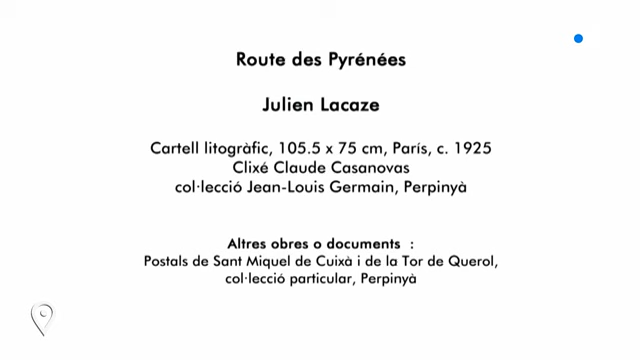 Route des Pyrénées
Julien Lacaze
Cartell litogràfic, 105.5 x 75 cm, París, c. 1925
Clixé Claude Casanovas
col·lecció Jean-Louis Germain, Perpinyà
Altres obres o documents :
Postals de Sant Miquel de Cuixà i de la Tor de Querol,
col·lecció particular, Perpinyà